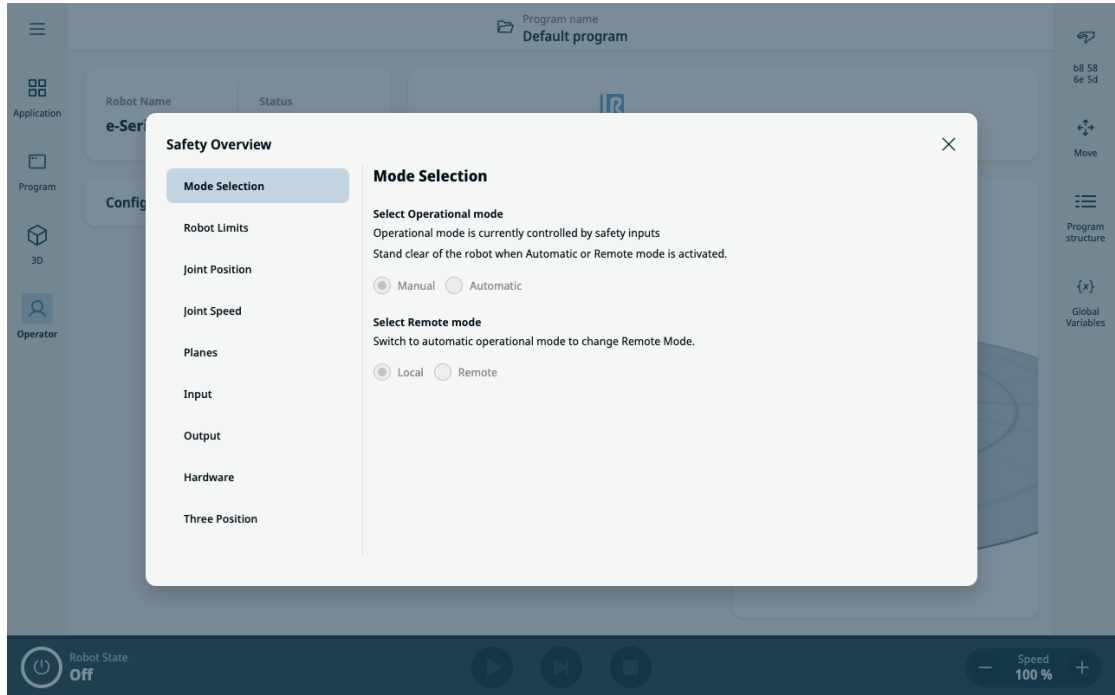 Program name
Default program
b8 58
6e 5d
Application
Robot Name
Status
e-Seri
Move
Safety Overview
Mode Selection
Mode Selection
Program
Config
Select Operational mode
Operational mode is currently controlled by safety inputs
Robot Limits
Program
structure
Stand clear of the robot when Automatic or Remote mode is activated.
3D
Joint Position
Manual
Automatic
Joint Speed
{x}
Global
Variables
Select Remote mode
Operator
Switch to automatic operational mode to change Remote Mode.
Planes
Local
Remote
Input
Output
Hardware
Three Position
Robot State
Off
Speed
100 %